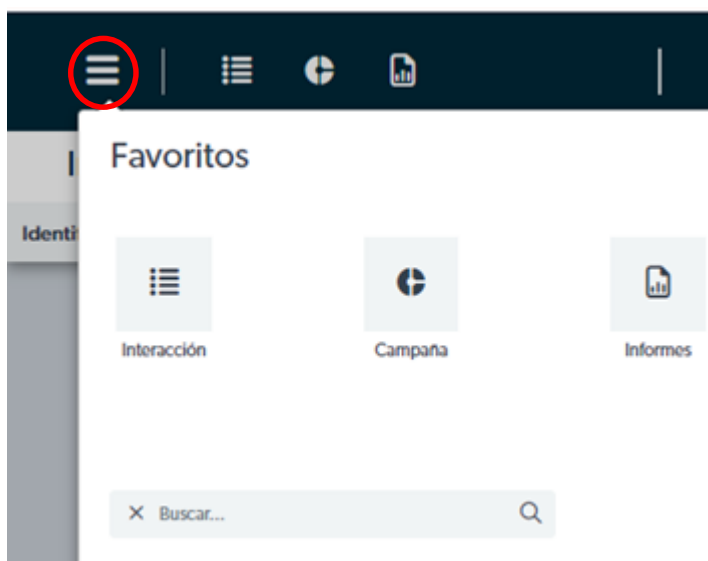 Favoritos
Identi
Interacción
Campaña
Informes
Buscar...